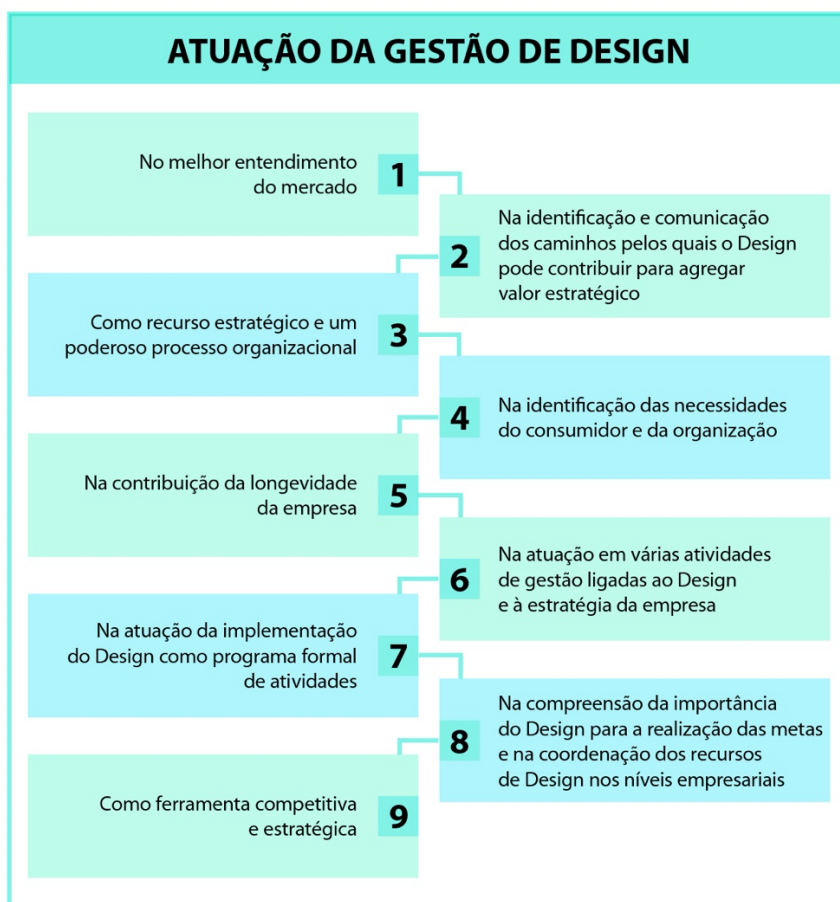 ATUAÇÃO DA GESTÃO DE DESIGN
No melhor entendimento
do mercado
1
2
Na identificação e comunicação
dos caminhos pelos quais o Design
pode contribuir para agregar
valor estratégico
Como recurso estratégico e um
poderoso processo organizacional
3
4
Na identificação das necessidades
do consumidor e da organização
Na contribuição da longevidade
da empresa
5
6
Na atuação em várias atividades
de gestão ligadas ao Design
e à estratégia da empresa
Na atuação da implementação
do Design como programa formal
de atividades
7
8
Na compreensão da importância
do Design para a realização das metas
e na coordenação dos recursos
de Design nos níveis empresariais
Como ferramenta competitiva
e estratégica
9